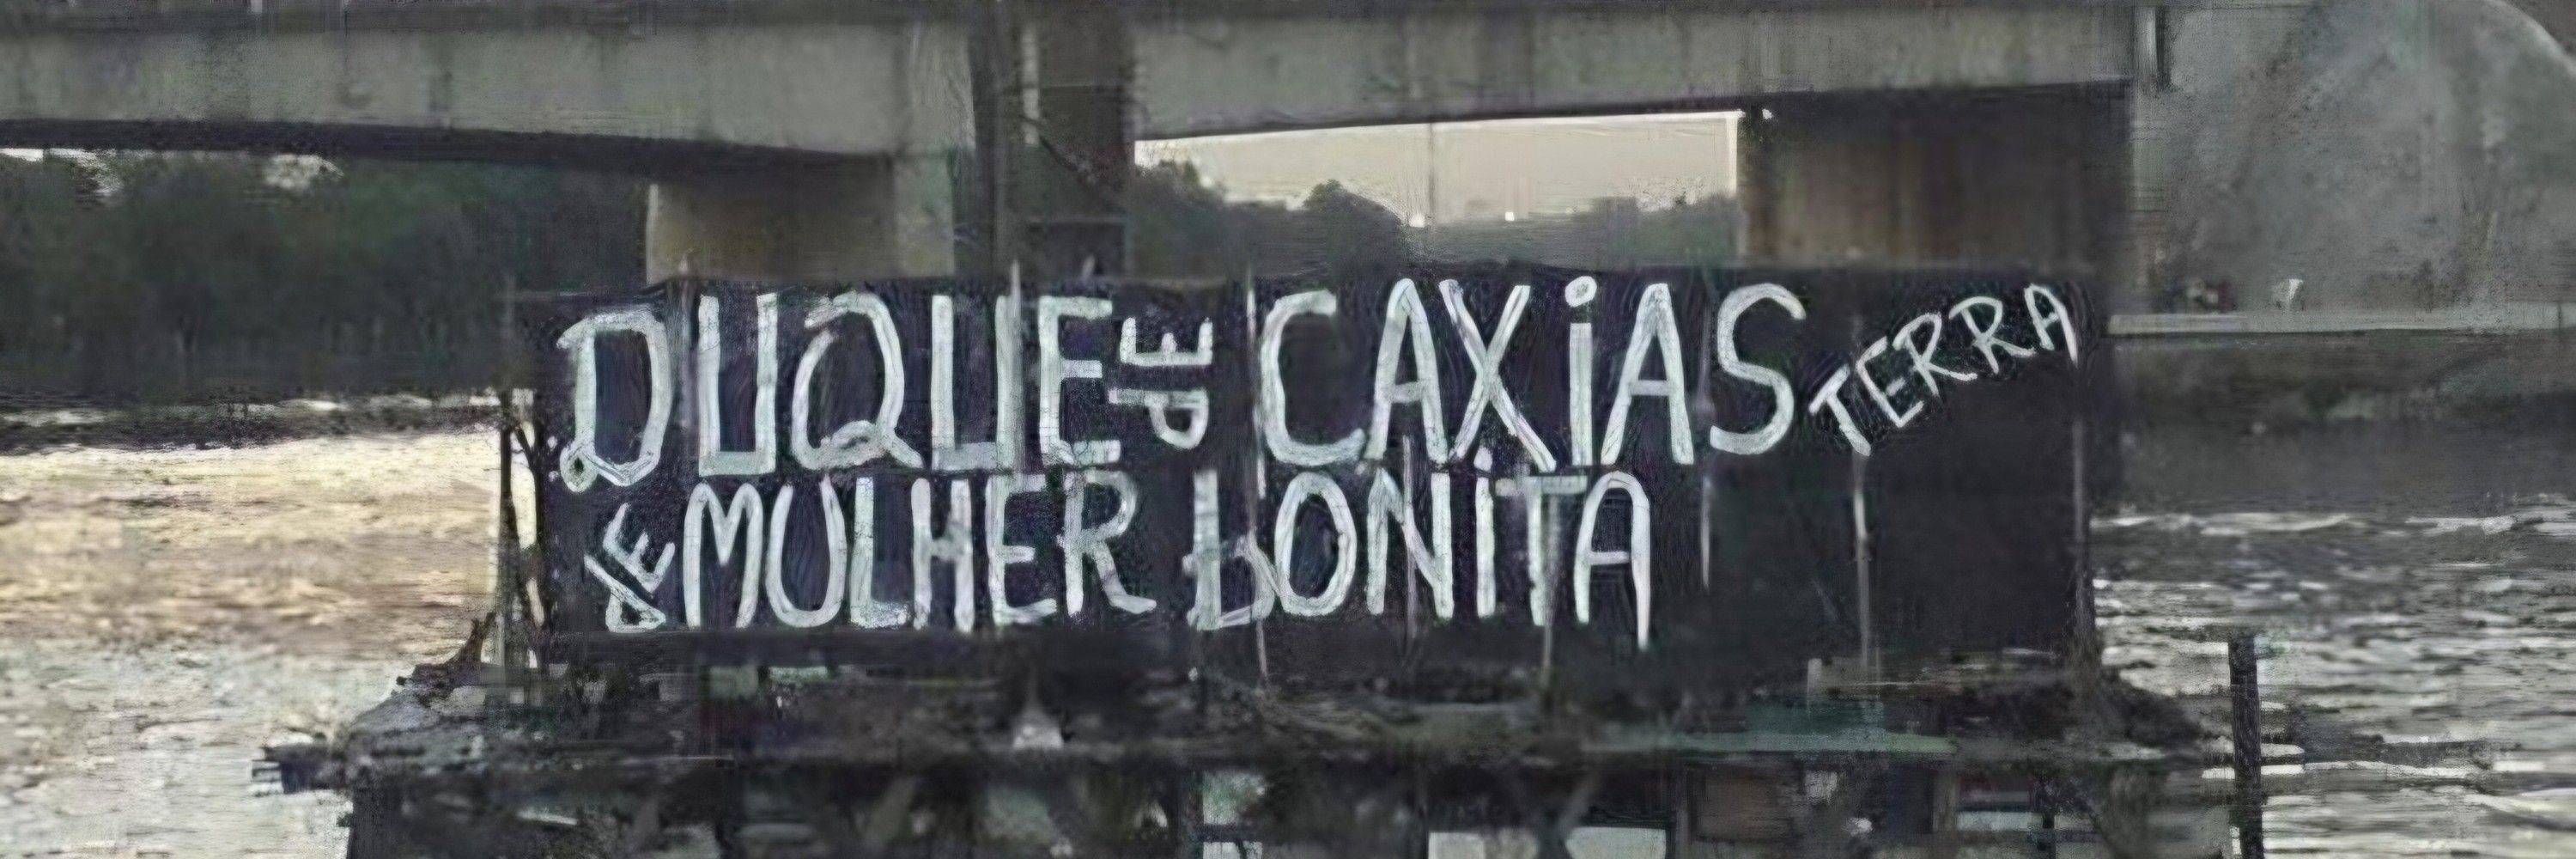 DUQUE DE CAXiAS TERRA
DE MULHER bONiTA